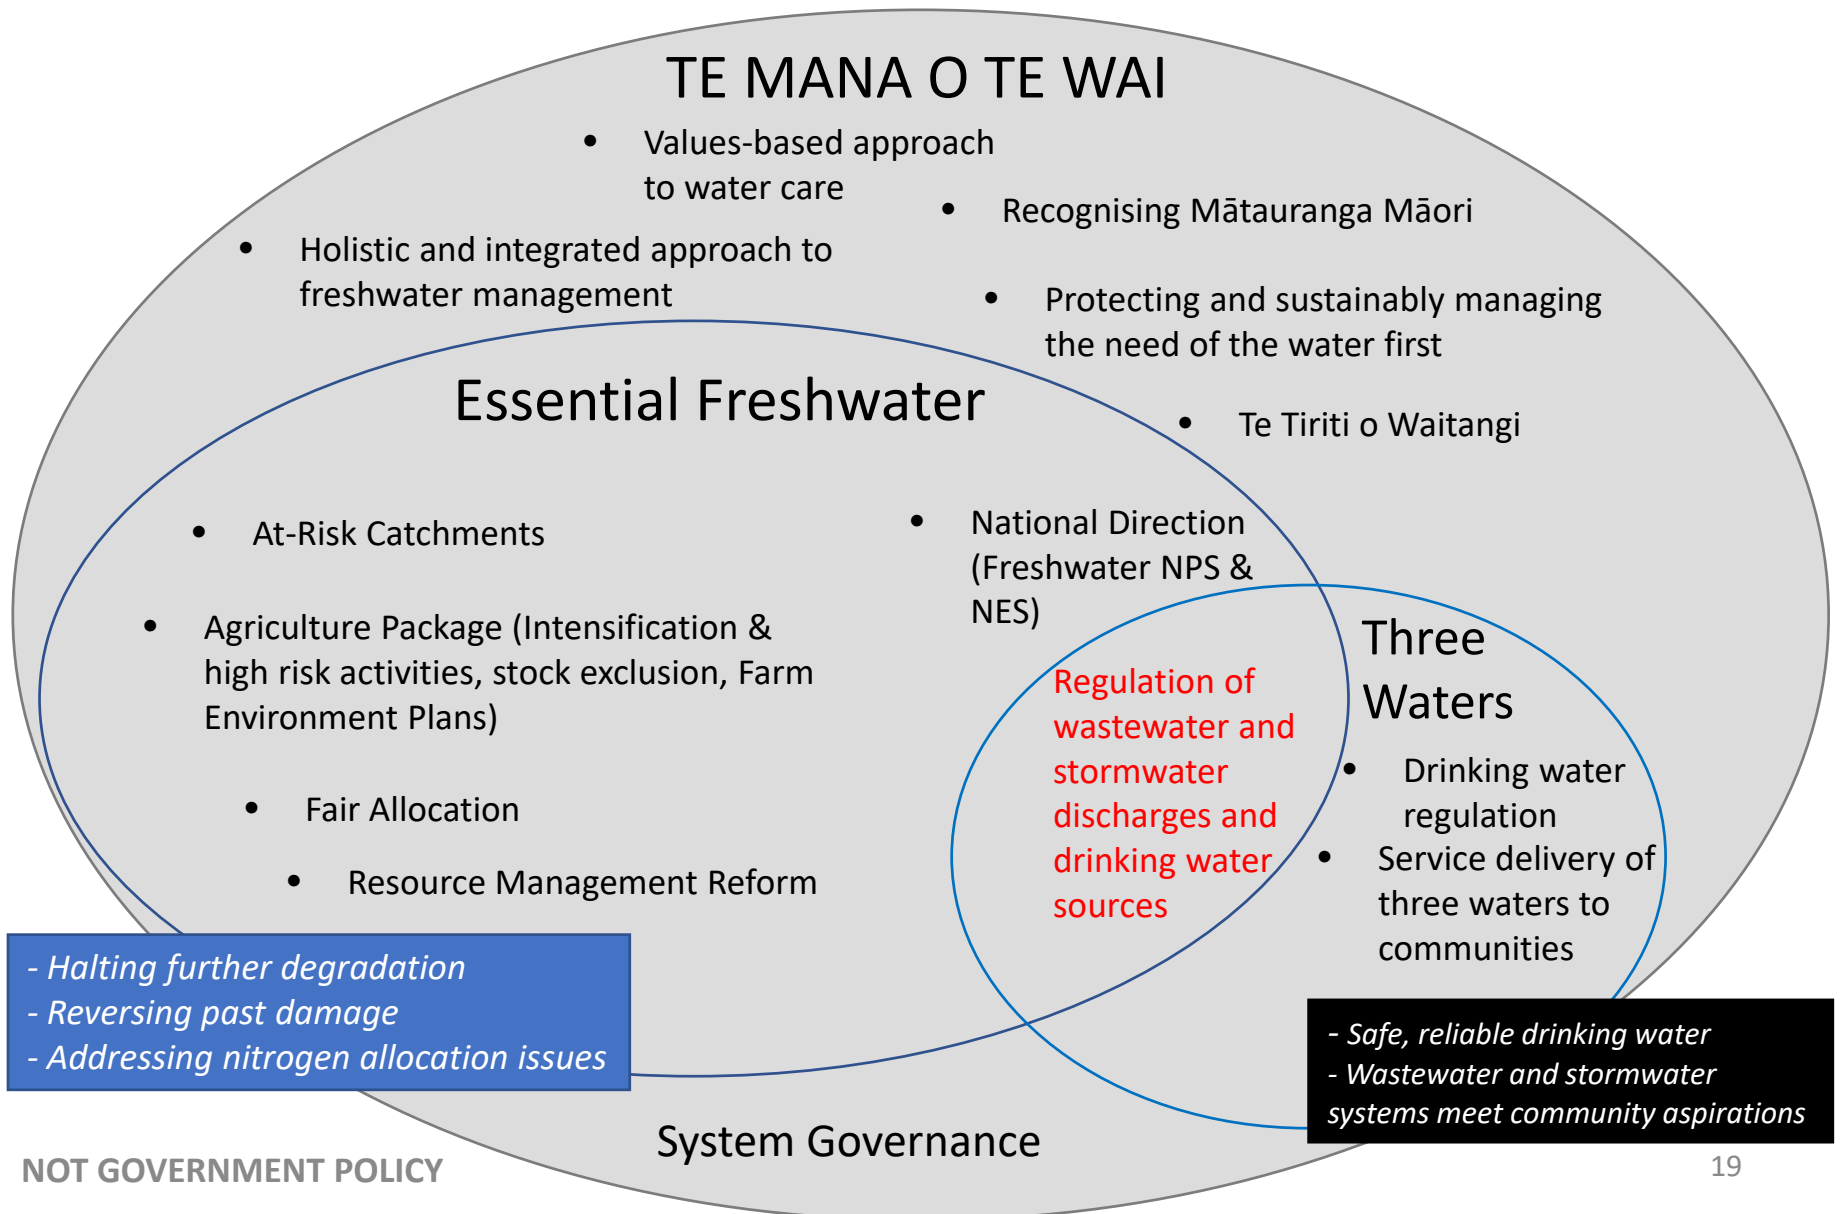 TE MANA O TE WAI
• Values-based approach
to water care
• Recognising Mātauranga Māori
• Holistic and integrated approach to
freshwater management
• Protecting and sustainably managing
the need of the water first
• Te Tiriti o Waitangi
Essential Freshwater
• At-Risk Catchments
• National Direction
(Freshwater NPS &
NES)
• Agriculture Package (Intensification &
high risk activities, stock exclusion, Farm
Environment Plans)
• Fair Allocation
• Resource Management Reform
Regulation of
wastewater and
stormwater
discharges and
drinking water
sources
Three
Waters
• Drinking water
regulation
• Service delivery of
three waters to
communities
- Halting further degradation
- Reversing past damage
- Addressing nitrogen allocation issues
- Safe, reliable drinking water
- Wastewater and stormwater
systems meet community aspirations
System Governance
NOT GOVERNMENT POLICY
19